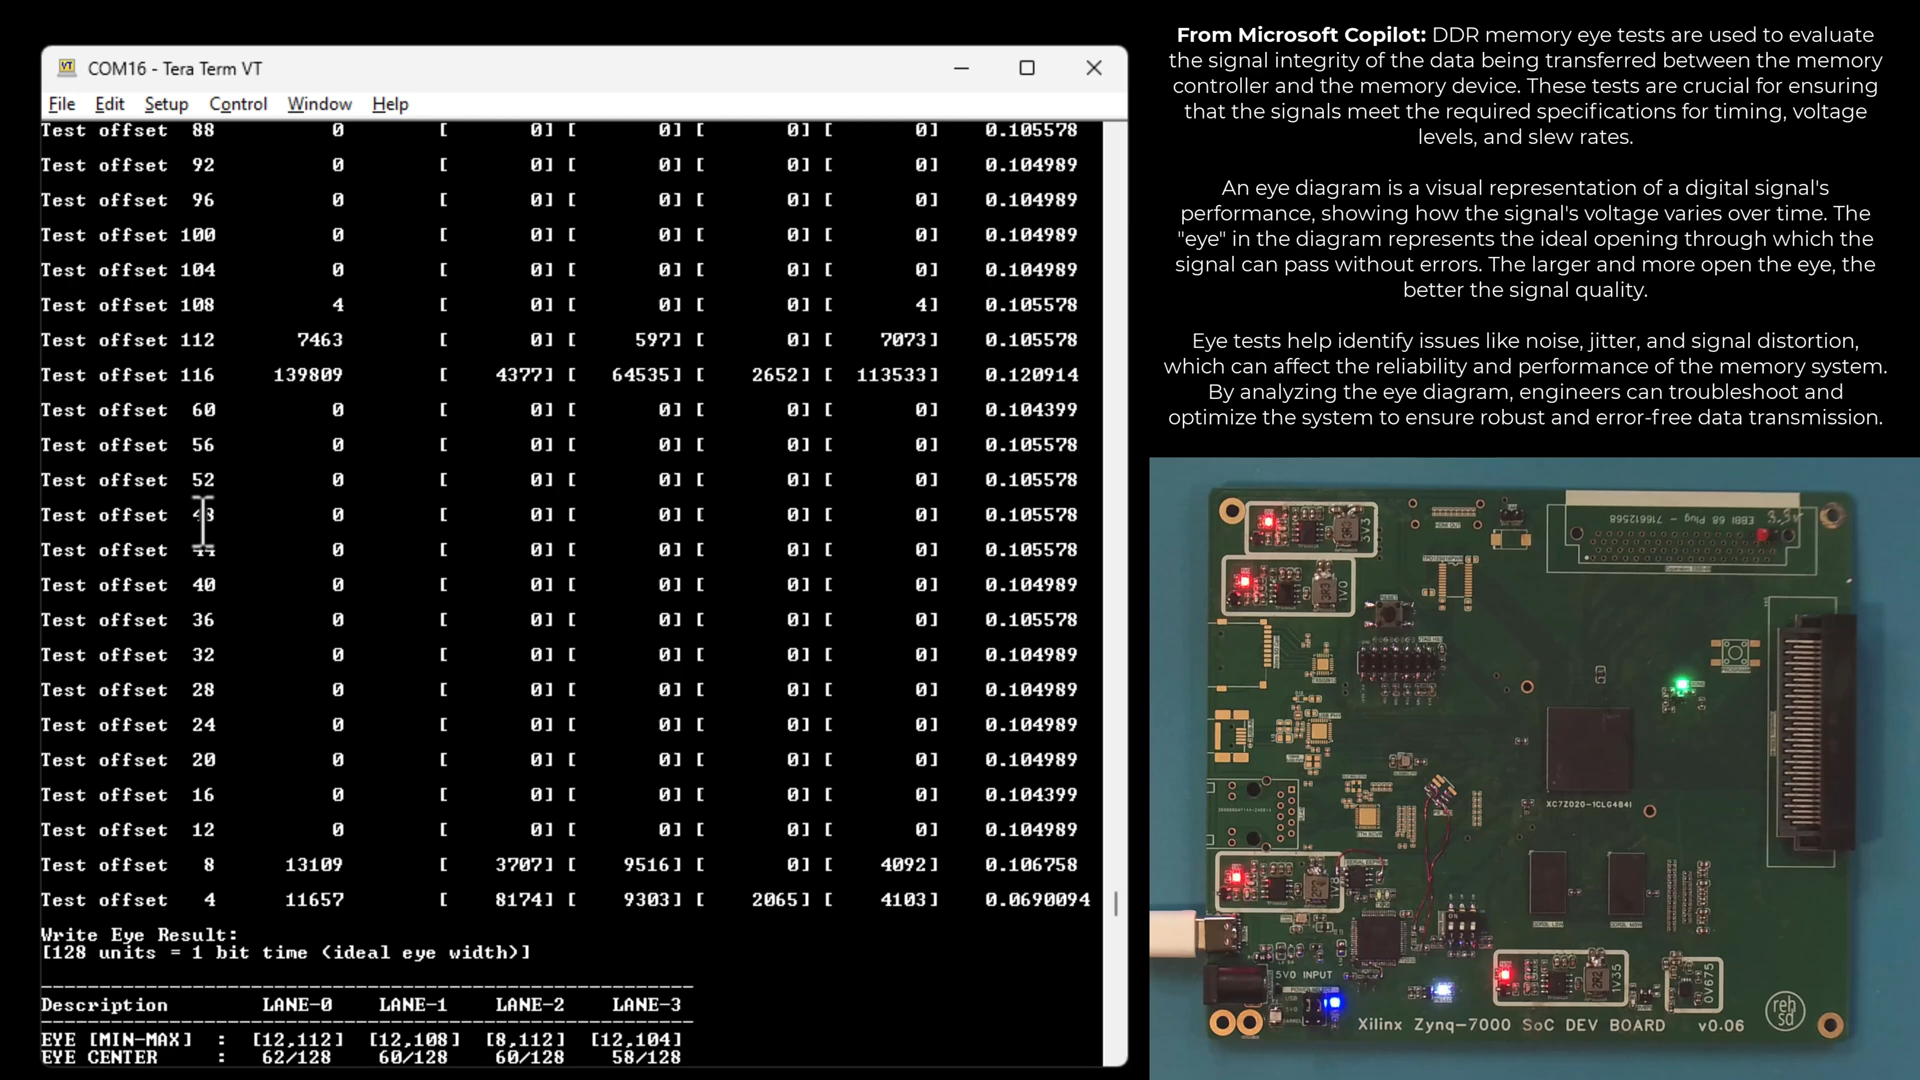 COM16 - Tera Term VT
File Edit Setup Control Window Help
Test offset 88 0 [ 0] [ 0] [ 0] [ 0] 0.105578
Test offset 92 0 [ 0] [ 0] [ 0] [ 0] 0.104989
Test offset 96 0 [ 0] [ 0] [ 0] [ 0] 0.104989
Test offset 100 0 [ 0] [ 0] [ 0] [ 0] 0.104989
Test offset 104 0 [ 0] [ 0] [ 0] [ 0] 0.104989
Test offset 108 4 [ 0] [ 0] [ 0] [ 4] 0.105578
Test offset 112 7463 [ 0] [ 597] [ 0] [ 7073] 0.105578
Test offset 116 139809 [ 4377] [ 64535] [ 2652] [ 113533] 0.120914
Test offset 60 0 [ 0] [ 0] [ 0] [ 0] 0.104399
Test offset 56 0 [ 0] [ 0] [ 0] [ 0] 0.105578
Test offset 52 0 [ 0] [ 0] [ 0] [ 0] 0.105578
Test offset 48 0 [ 0] [ 0] [ 0] [ 0] 0.105578
Test offset 44 0 [ 0] [ 0] [ 0] [ 0] 0.105578
Test offset 40 0 [ 0] [ 0] [ 0] [ 0] 0.104989
Test offset 36 0 [ 0] [ 0] [ 0] [ 0] 0.105578
Test offset 32 0 [ 0] [ 0] [ 0] [ 0] 0.104989
Test offset 28 0 [ 0] [ 0] [ 0] [ 0] 0.104989
Test offset 24 0 [ 0] [ 0] [ 0] [ 0] 0.104989
Test offset 20 0 [ 0] [ 0] [ 0] [ 0] 0.104989
Test offset 16 0 [ 0] [ 0] [ 0] [ 0] 0.104399
Test offset 12 0 [ 0] [ 0] [ 0] [ 0] 0.104989
Test offset 8 13109 [ 3707] [ 9516] [ 0] [ 4092] 0.106758
Test offset 4 11657 [ 8174] [ 9303] [ 2065] [ 4103] 0.0690094
Write Eye Result:
[128 units = 1 bit time (ideal eye width)]
Description LANE-0 LANE-1 LANE-2 LANE-3
EYE [MIN-MAX] : [12,112] [12,108] [8,112] [12,104]
EYE CENTER : 62/128 60/128 60/128 58/128
From Microsoft Copilot: DDR memory eye tests are used to evaluate
the signal integrity of the data being transferred between the memory
controller and the memory device. These tests are crucial for ensuring
that the signals meet the required specifications for timing, voltage
levels, and slew rates.
An eye diagram is a visual representation of a digital signal's
performance, showing how the signal's voltage varies over time. The
"eye" in the diagram represents the ideal opening through which the
signal can pass without errors. The larger and more open the eye, the
better the signal quality.
Eye tests help identify issues like noise, jitter, and signal distortion,
which can affect the reliability and performance of the memory system.
By analyzing the eye diagram, engineers can troubleshoot and
optimize the system to ensure robust and error-free data transmission.
EBBI 68 Plug - 716612568
3.3V
3V3
1V0
XC7Z020-1CLG484I
1V8
5V0 INPUT
1V35
0V675
Xilinx Zynq-7000 SoC DEV BOARD v0.06
reh
sd